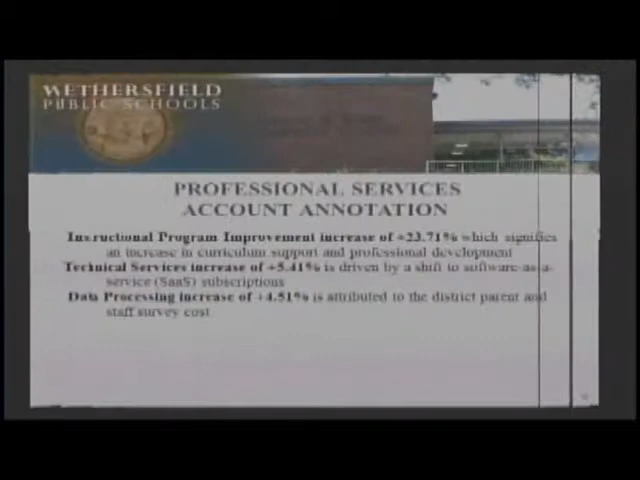 WETHERSFIELD
PUBLIC SCHOOLS
PROFESSIONAL SERVICES
ACCOUNT ANNOTATION
Instructional Program Improvement increase of +23.71% which signifies
an increase in curriculum support and professional development
Technical Services increase of +5.41% is driven by a shift to software-as-a-
service (SaaS) subscriptions
Data Processing increase of +4.51% is attributed to the district parent and
staff survey cost